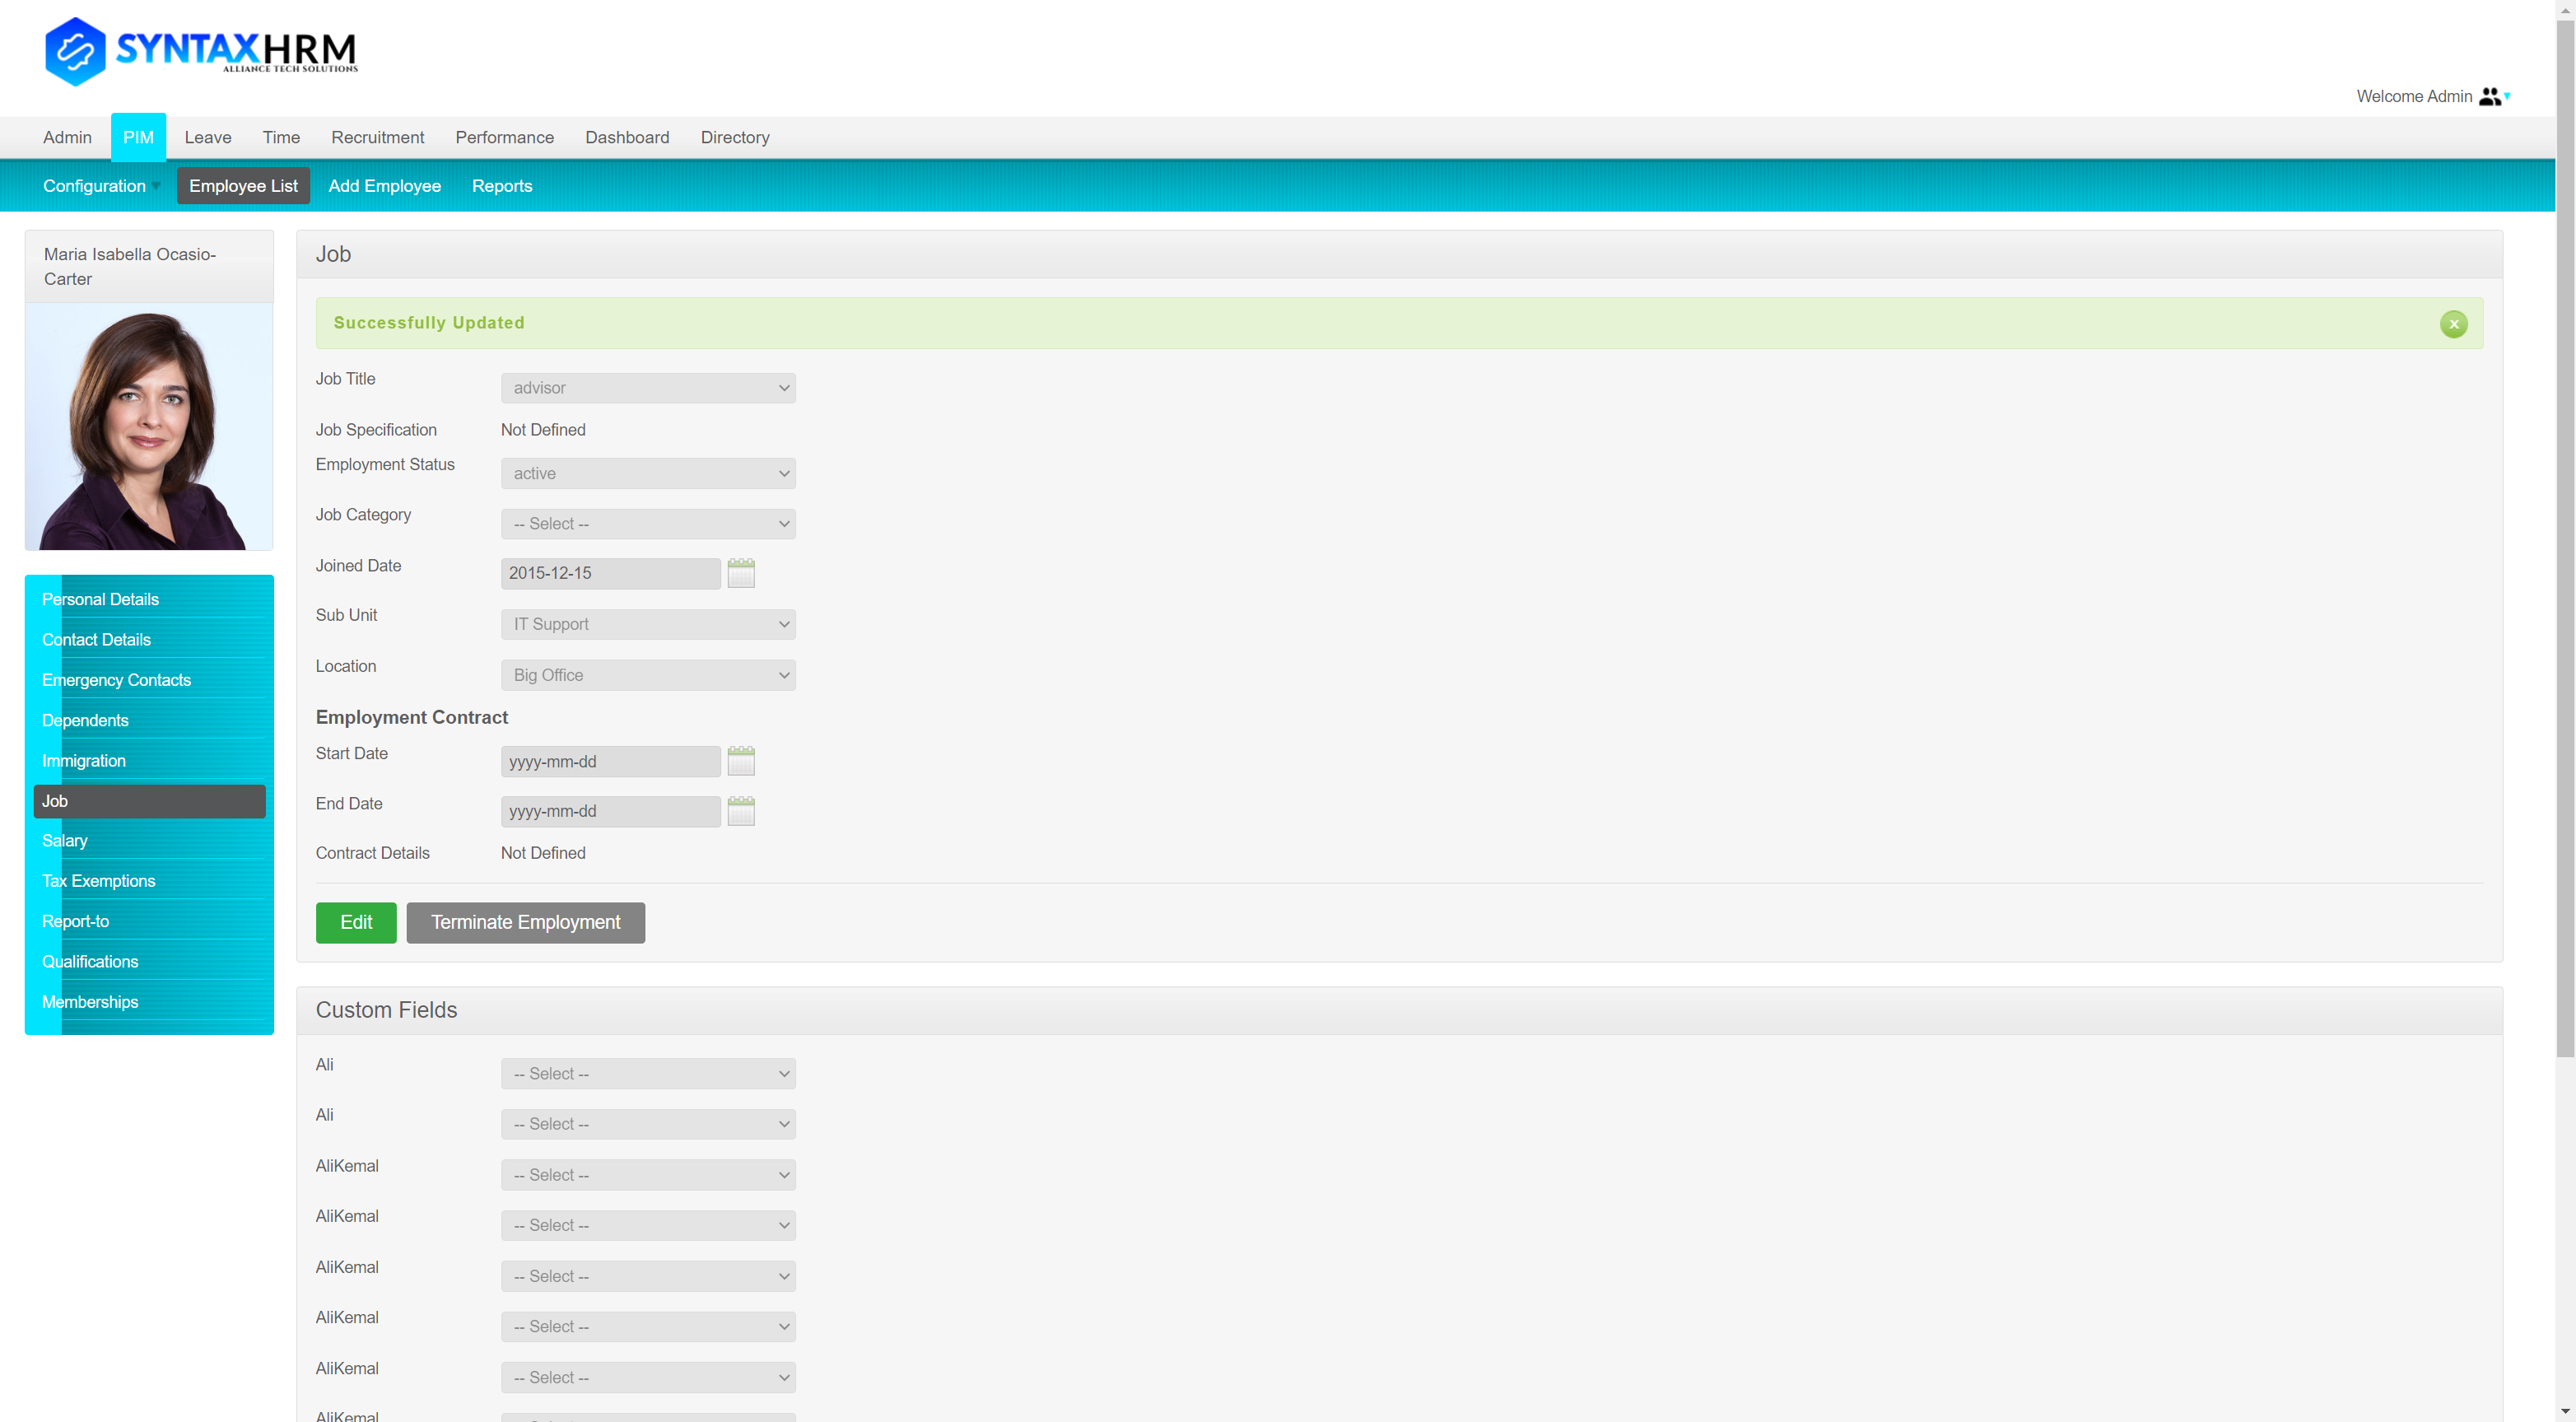 SYNTAXHRM
ALLIANCE TECH SOLUTIONS
Welcome Admin
Admin PIM Leave Time Recruitment Performance Dashboard Directory
Configuration Employee List Add Employee Reports
Maria Isabella Ocasio-
Carter
Personal Details
Contact Details
Emergency Contacts
Dependents
Immigration
Job
Salary
Tax Exemptions
Report-to
Qualifications
Memberships
Job
Successfully Updated x
Job Title advisor
Job Specification Not Defined
Employment Status active
Job Category -- Select --
Joined Date 2015-12-15
Sub Unit IT Support
Location Big Office
Employment Contract
Start Date yyyy-mm-dd
End Date yyyy-mm-dd
Contract Details Not Defined
Edit Terminate Employment
Custom Fields
Ali -- Select --
Ali -- Select --
AliKemal -- Select --
AliKemal -- Select --
AliKemal -- Select --
AliKemal -- Select --
AliKemal -- Select --
AliKemal